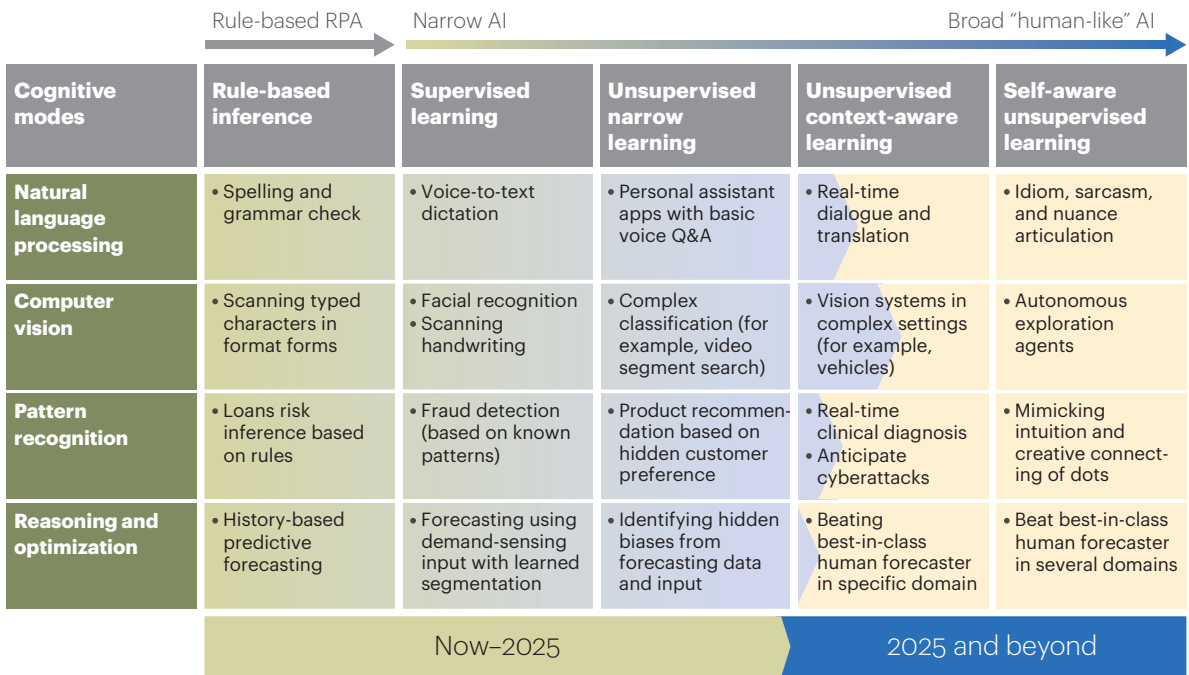 Rule-based RPA
Narrow AI
Broad “human-like” AI
Cognitive
modes
Rule-based
inference
Supervised
learning
Unsupervised
narrow
learning
Unsupervised
context-aware
learning
Self-aware
unsupervised
learning
Natural
language
processing
• Spelling and
grammar check
• Voice-to-text
dictation
• Personal assistant
apps with basic
voice Q&A
• Real-time
dialogue and
translation
• Idiom, sarcasm,
and nuance
articulation
Computer
vision
• Scanning typed
characters in
format forms
• Facial recognition
• Scanning
handwriting
• Complex
classification (for
example, video
segment search)
• Vision systems in
complex settings
(for example,
vehicles)
• Autonomous
exploration
agents
Pattern
recognition
• Loans risk
inference based
on rules
• Fraud detection
(based on known
patterns)
• Product recommen-
dation based on
hidden customer
preference
• Real-time
clinical diagnosis
• Anticipate
cyberattacks
• Mimicking
intuition and
creative connect-
ing of dots
Reasoning and
optimization
• History-based
predictive
forecasting
• Forecasting using
demand-sensing
input with learned
segmentation
• Identifying hidden
biases from
forecasting data
and input
• Beating
best-in-class
human forecaster
in specific domain
• Beat best-in-class
human forecaster
in several domains
Now–2025
2025 and beyond